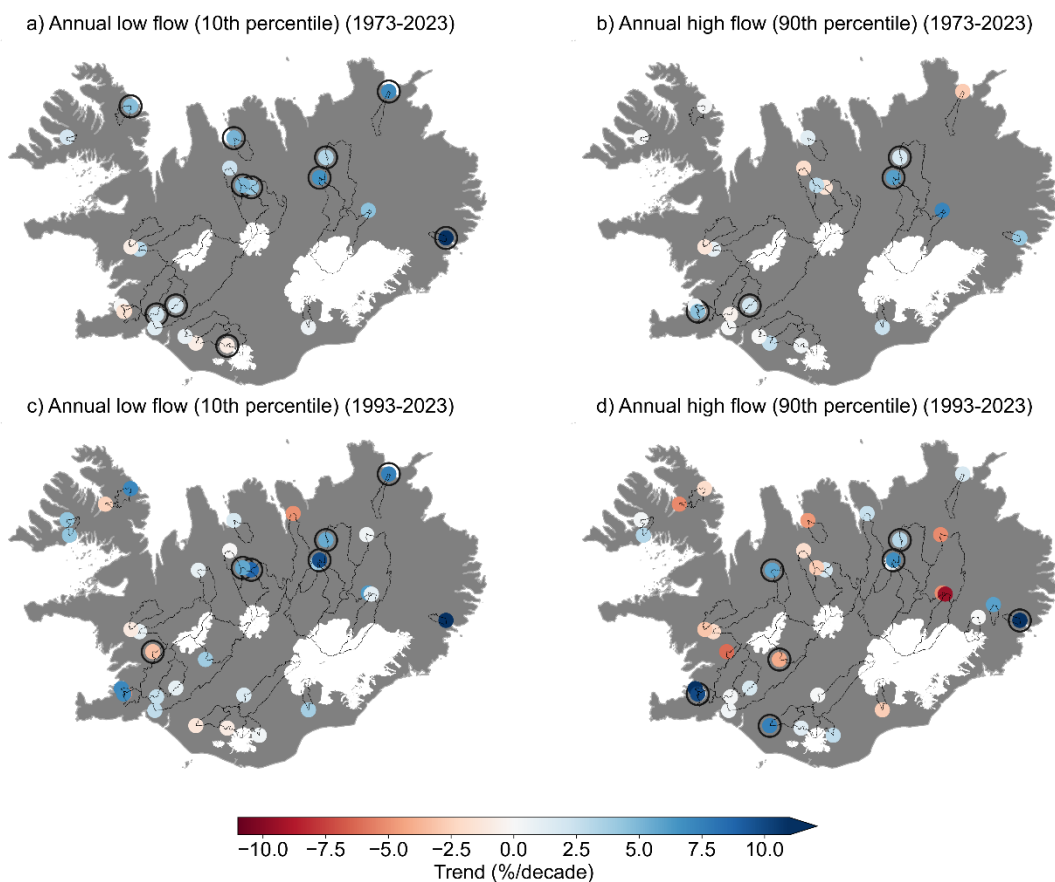 a) Annual low flow (10th percentile) (1973-2023)
b) Annual high flow (90th percentile) (1973-2023)
c) Annual low flow (10th percentile) (1993-2023)
d) Annual high flow (90th percentile) (1993-2023)
−10.0 −7.5 −5.0 −2.5 0.0 2.5 5.0 7.5 10.0
Trend (%/decade)